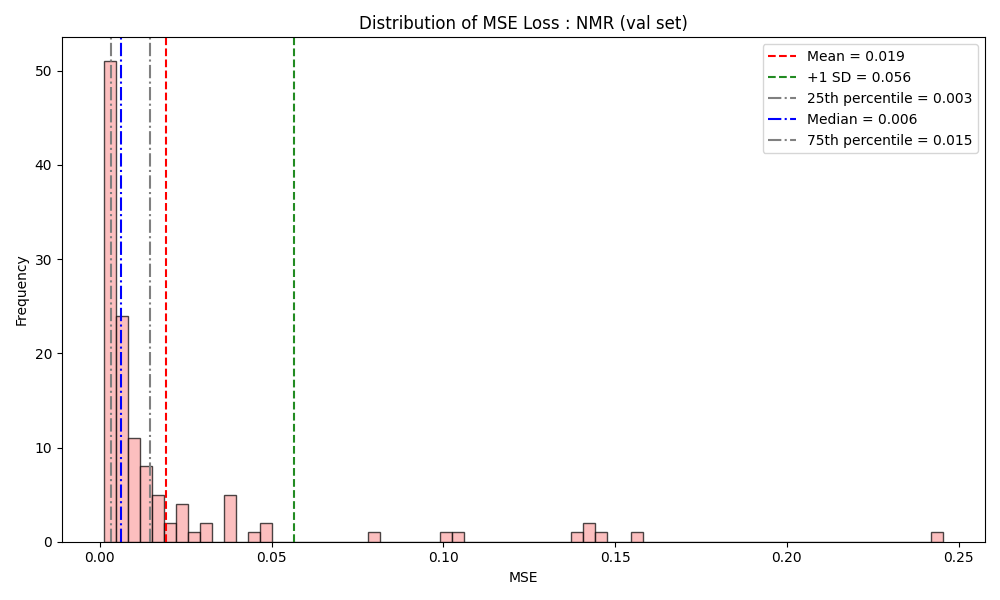 Distribution of MSE Loss : NMR (val set)
Mean = 0.019
+1 SD = 0.056
25th percentile = 0.003
Median = 0.006
75th percentile = 0.015
50
40
30
20
10
0
Frequency
0.00
0.05
0.10
0.15
0.20
0.25
MSE